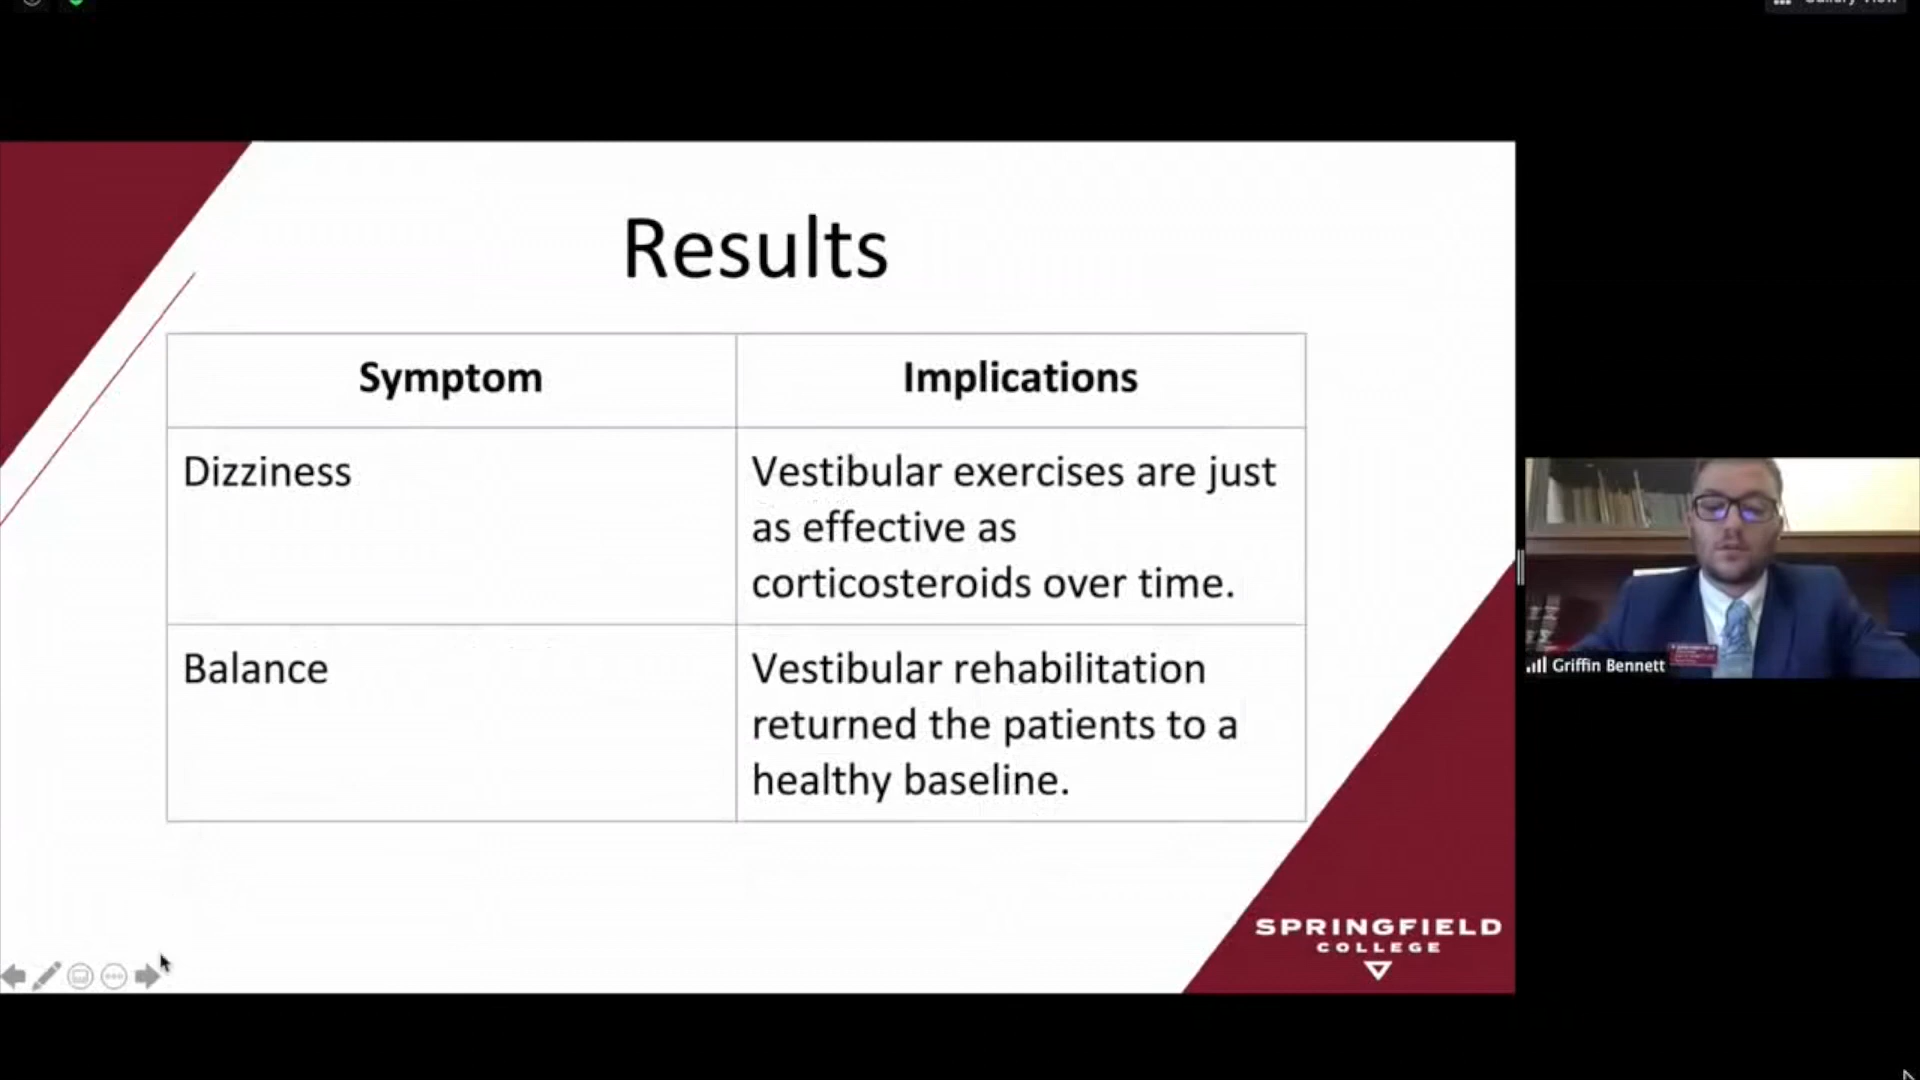 Results
Symptom
Implications
Dizziness
Vestibular exercises are just
as effective as
corticosteroids over time.
Balance
Vestibular rehabilitation
returned the patients to a
healthy baseline.
Griffin Bennett
SPRINGFIELD
COLLEGE